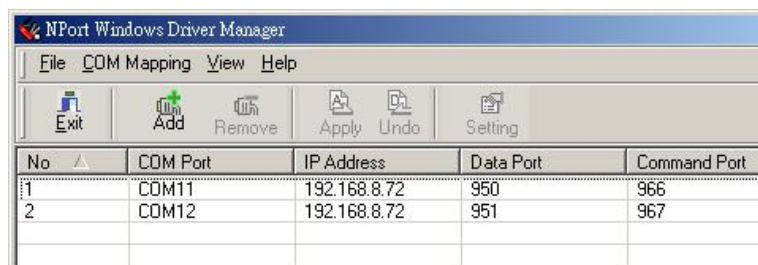 NPort Windows Driver Manager
File COM Mapping View Help
Exit Add Remove Apply Undo Setting
No COM Port IP Address Data Port Command Port
1 COM11 192.168.8.72 950 966
2 COM12 192.168.8.72 951 967